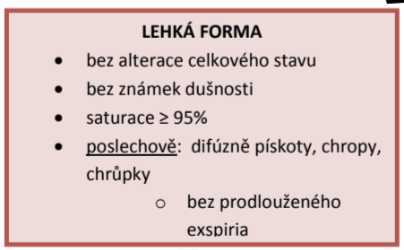 LEHKÁ FORMA
• bez alterace celkového stavu
• bez známek dušnosti
• saturace ≥ 95%
• poslechově: difúzně pískoty, chropy,
chrůpky
o bez prodlouženého
exspiria